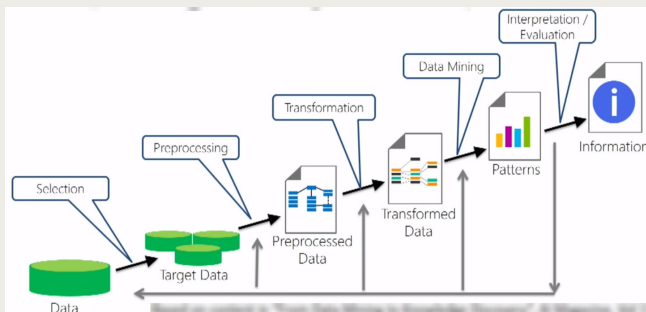 Interpretation /
Evaluation
Data Mining
Transformation
Preprocessing
Selection
Information
Patterns
Transformed
Data
Preprocessed
Data
Target Data
Data